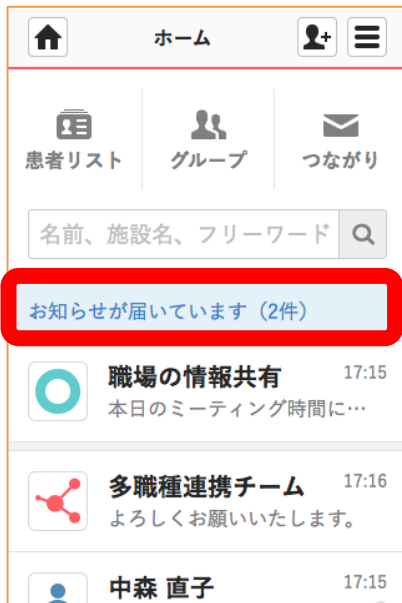 ホーム
患者リスト グループ つながり
名前、施設名、フリーワード
お知らせが届いています（2件）
職場の情報共有 17:15
本日のミーティング時間に…
多職種連携チーム 17:16
よろしくお願いいたします。
中森 直子 17:15